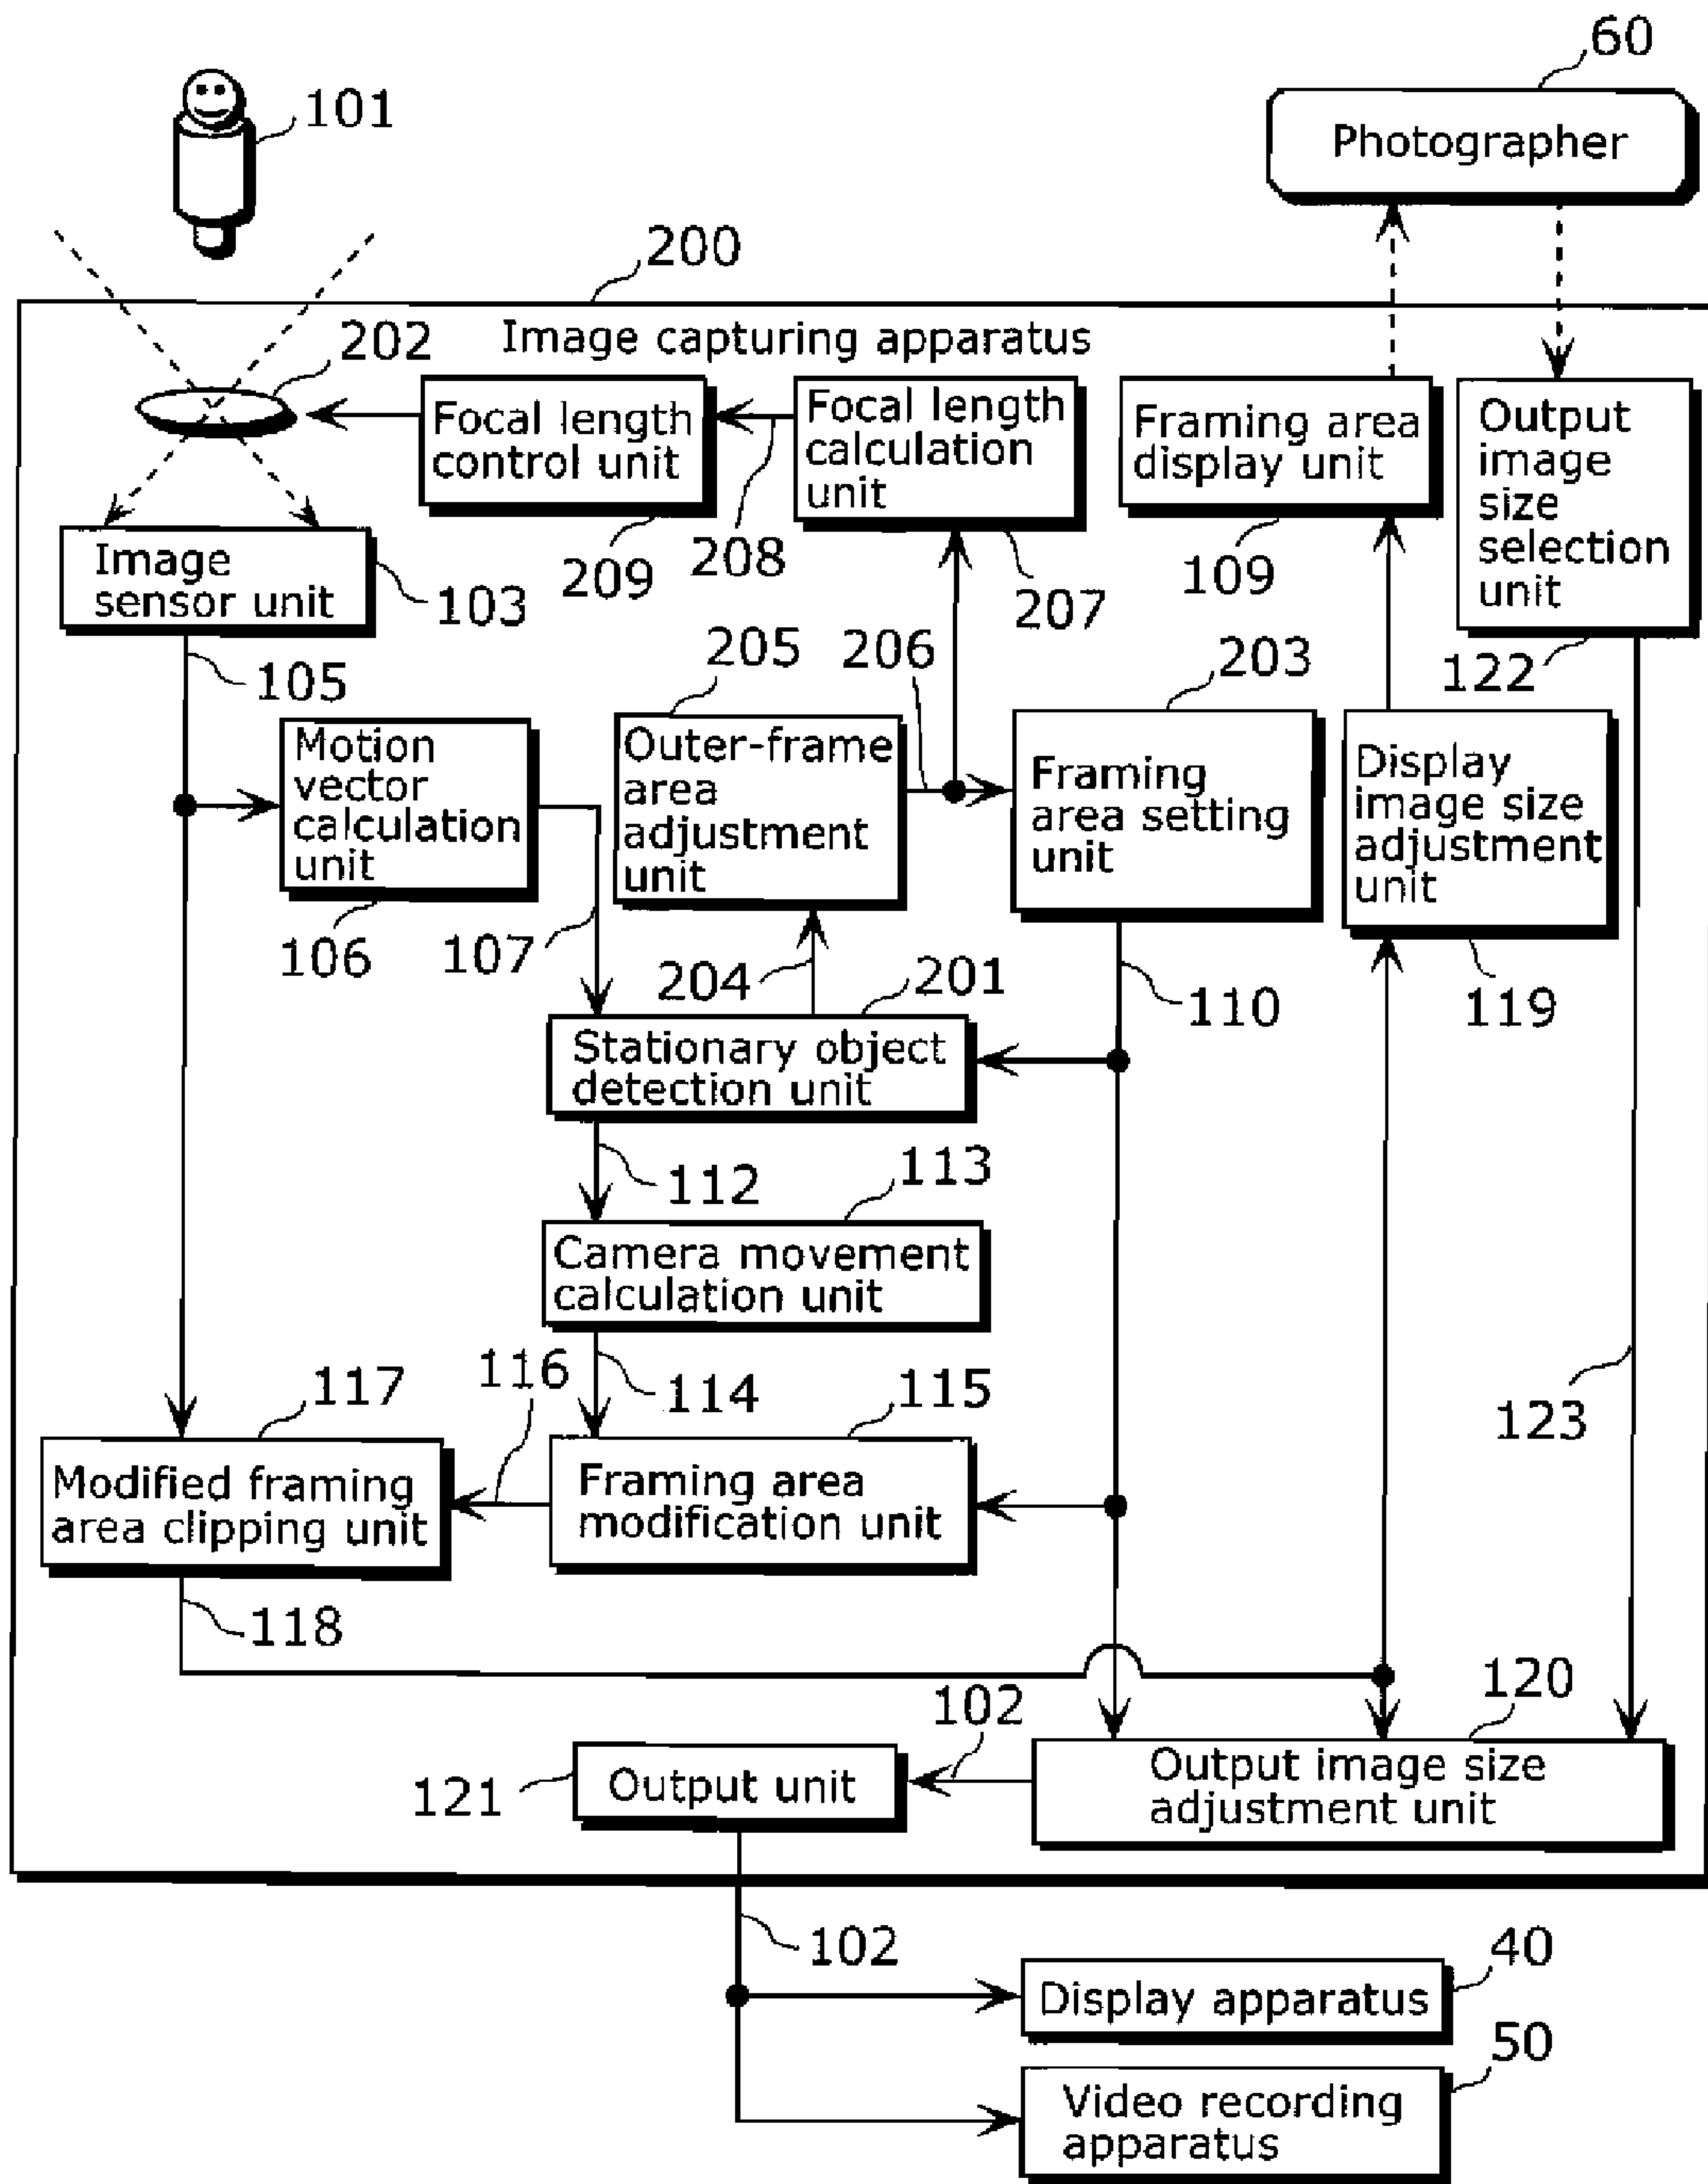 60
101
Photographer
200
202
Image capturing apparatus
Focal length
control unit
Focal length
calculation
unit
Framing area
display unit
Output
image
size
selection
unit
208
209
109
Image
sensor unit
103
207
205
206
203
122
105
Motion
vector
calculation
unit
Outer-frame
area
adjustment
unit
Framing
area setting
unit
Display
image size
adjustment
unit
106
107
204
201
110
119
Stationary object
detection unit
112
113
Camera movement
calculation unit
116
117
114
115
123
Modified framing
area clipping unit
Framing area
modification unit
118
120
102
121
Output unit
Output image size
adjustment unit
102
40
Display apparatus
50
Video recording
apparatus